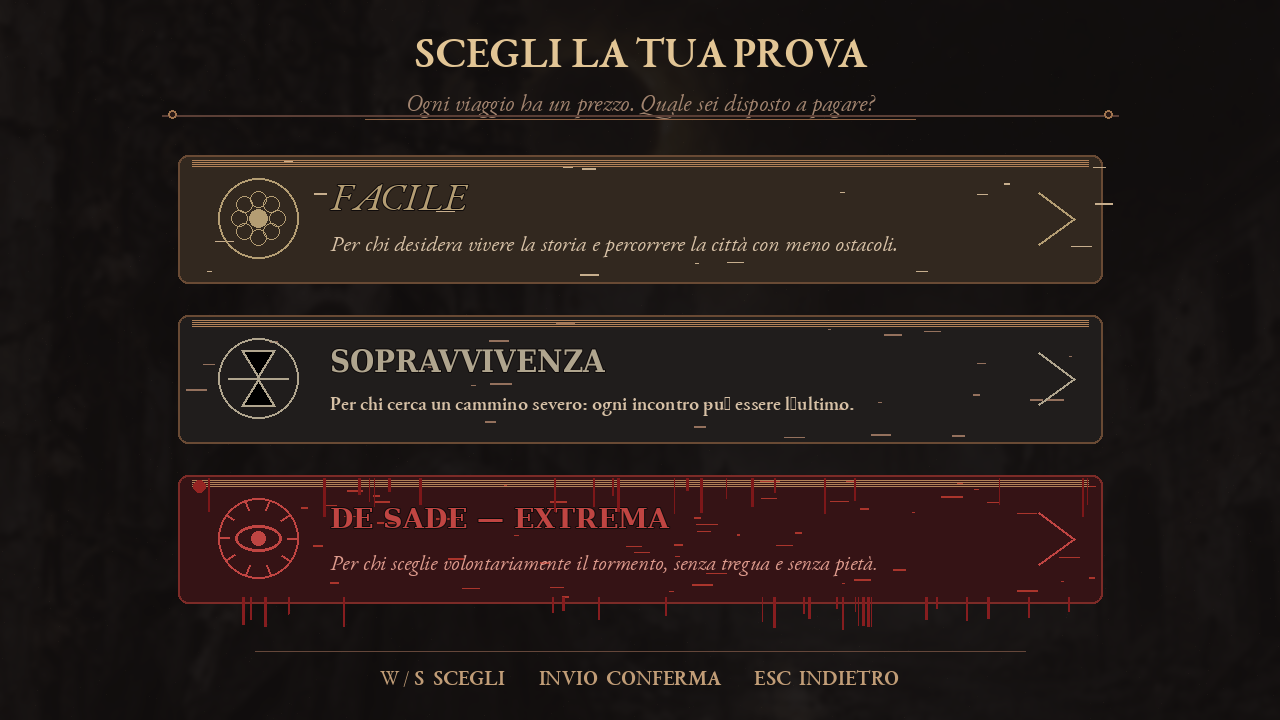 SCEGLI LA TUA PROVA
Ogni viaggio ha un prezzo. Quale sei disposto a pagare?
FACILE
Per chi desidera vivere la storia e percorrere la città con meno ostacoli.
SOPRAVVIVENZA
Per chi cerca un cammino severo: ogni incontro pu▯ essere l▯ultimo.
DE SADE — EXTREMA
Per chi sceglie volontariamente il tormento, senza tregua e senza pietà.
W / S SCEGLI INVIO CONFERMA ESC INDIETRO